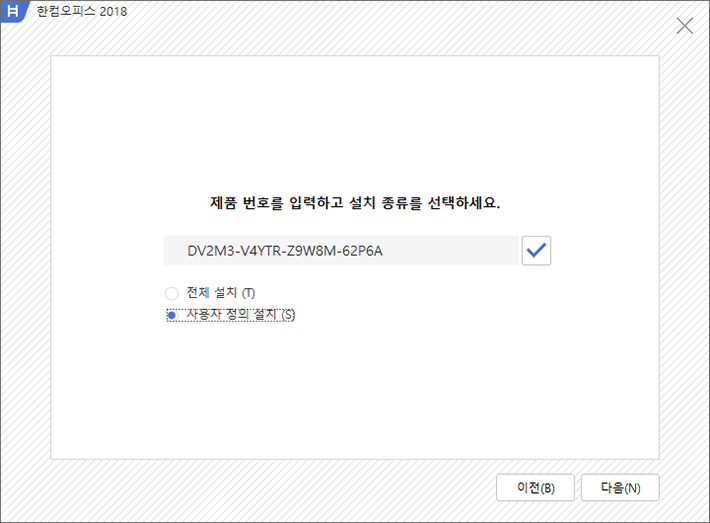 한컴오피스 2018
제품 번호를 입력하고 설치 종류를 선택하세요.
DV2M3-V4YTR-Z9W8M-62P6A
전체 설치 (T)
사용자 정의 설치 (S)
이전(B) 다음(N)